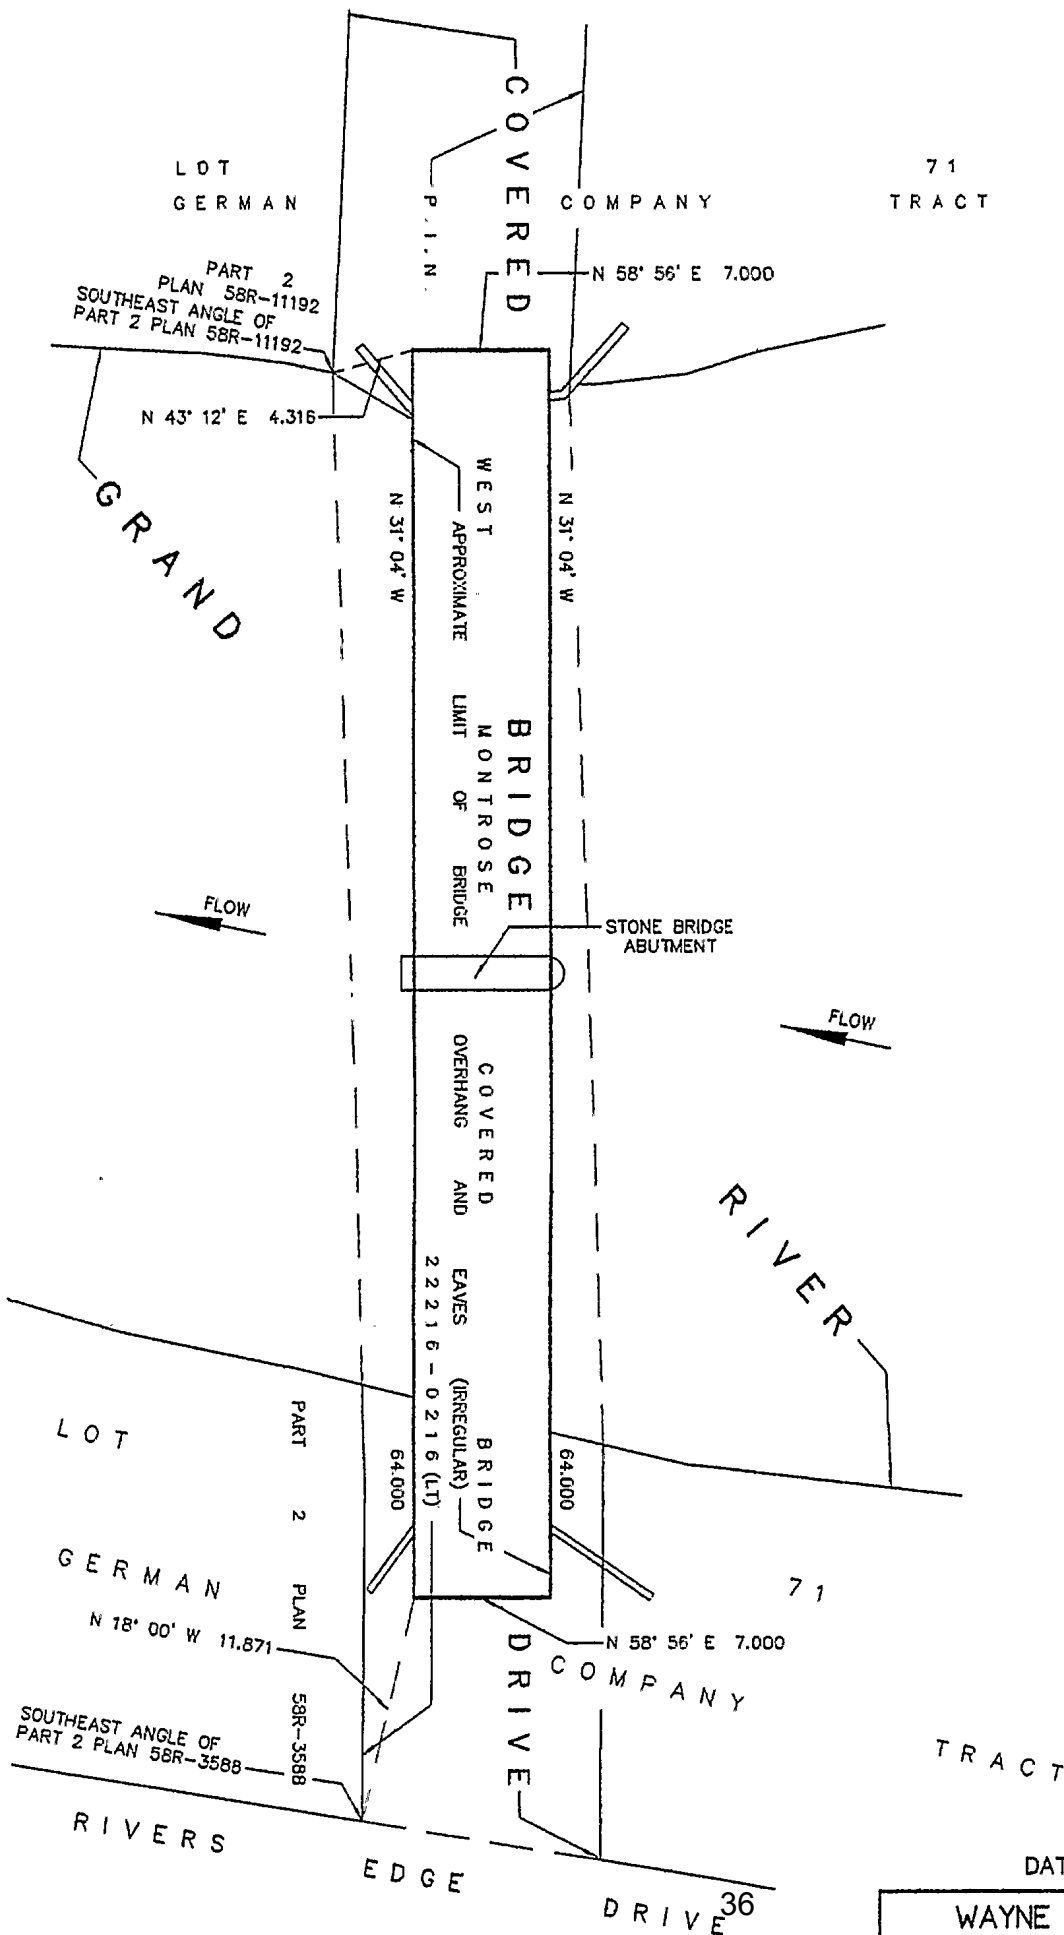 COVERED
LOT
GERMAN
P.I.N.
COMPANY
71
TRACT
N 58° 56' E 7.000
PART 2
PLAN 58R-11192
SOUTHEAST ANGLE OF
PART 2 PLAN 58R-11192
N 43° 12' E 4.316
GRAND
N 31° 04' W
WEST
APPROXIMATE
N 31° 04' W
BRIDGE
MONTROSE
LIMIT OF BRIDGE
FLOW
STONE BRIDGE
ABUTMENT
FLOW
COVERED
OVERHANG AND EAVES (IRREGULAR)
22216-0216 (LT)
RIVER
BRIDGE
64.000
64.000
LOT
PART 2 PLAN 58R-3588
GERMAN
71
N 18° 00' W 11.871
N 58° 56' E 7.000
DRIVE
COMPANY
SOUTHEAST ANGLE OF
PART 2 PLAN 58R-3588
TRACT
RIVERS
EDGE
DRIVE
36
DAT
WAYNE